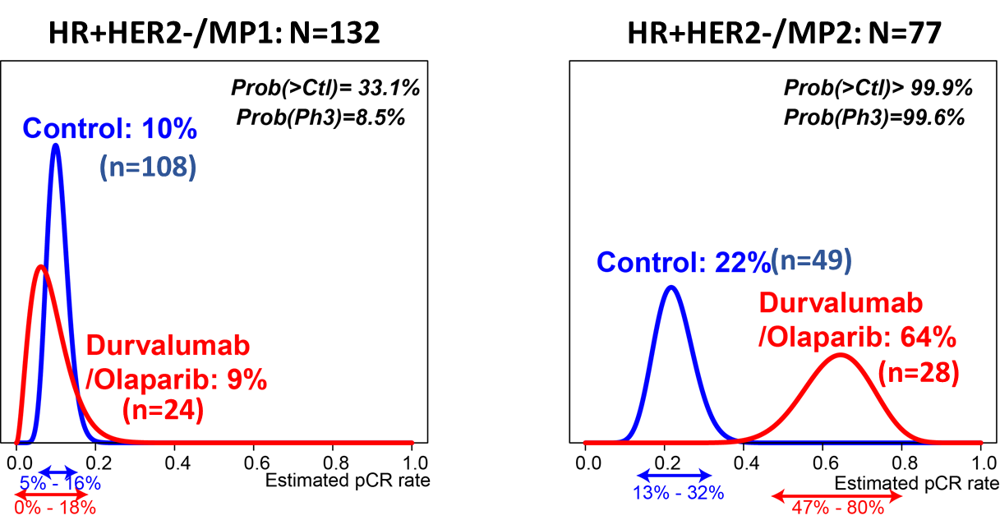 HR+HER2-/MP1: N=132
Prob(>Ctl)= 33.1%
Prob(Ph3)=8.5%
Control: 10%
(n=108)
Durvalumab
/Olaparib: 9%
(n=24)
0.0 0.2 0.4 0.6 0.8 1.0
Estimated pCR rate
5% - 16%
0% - 18%
HR+HER2-/MP2: N=77
Prob(>Ctl)> 99.9%
Prob(Ph3)=99.6%
Control: 22%(n=49)
Durvalumab
/Olaparib: 64%
(n=28)
0.0 0.2 0.4 0.6 0.8 1.0
Estimated pCR rate
13% - 32%
47% - 80%